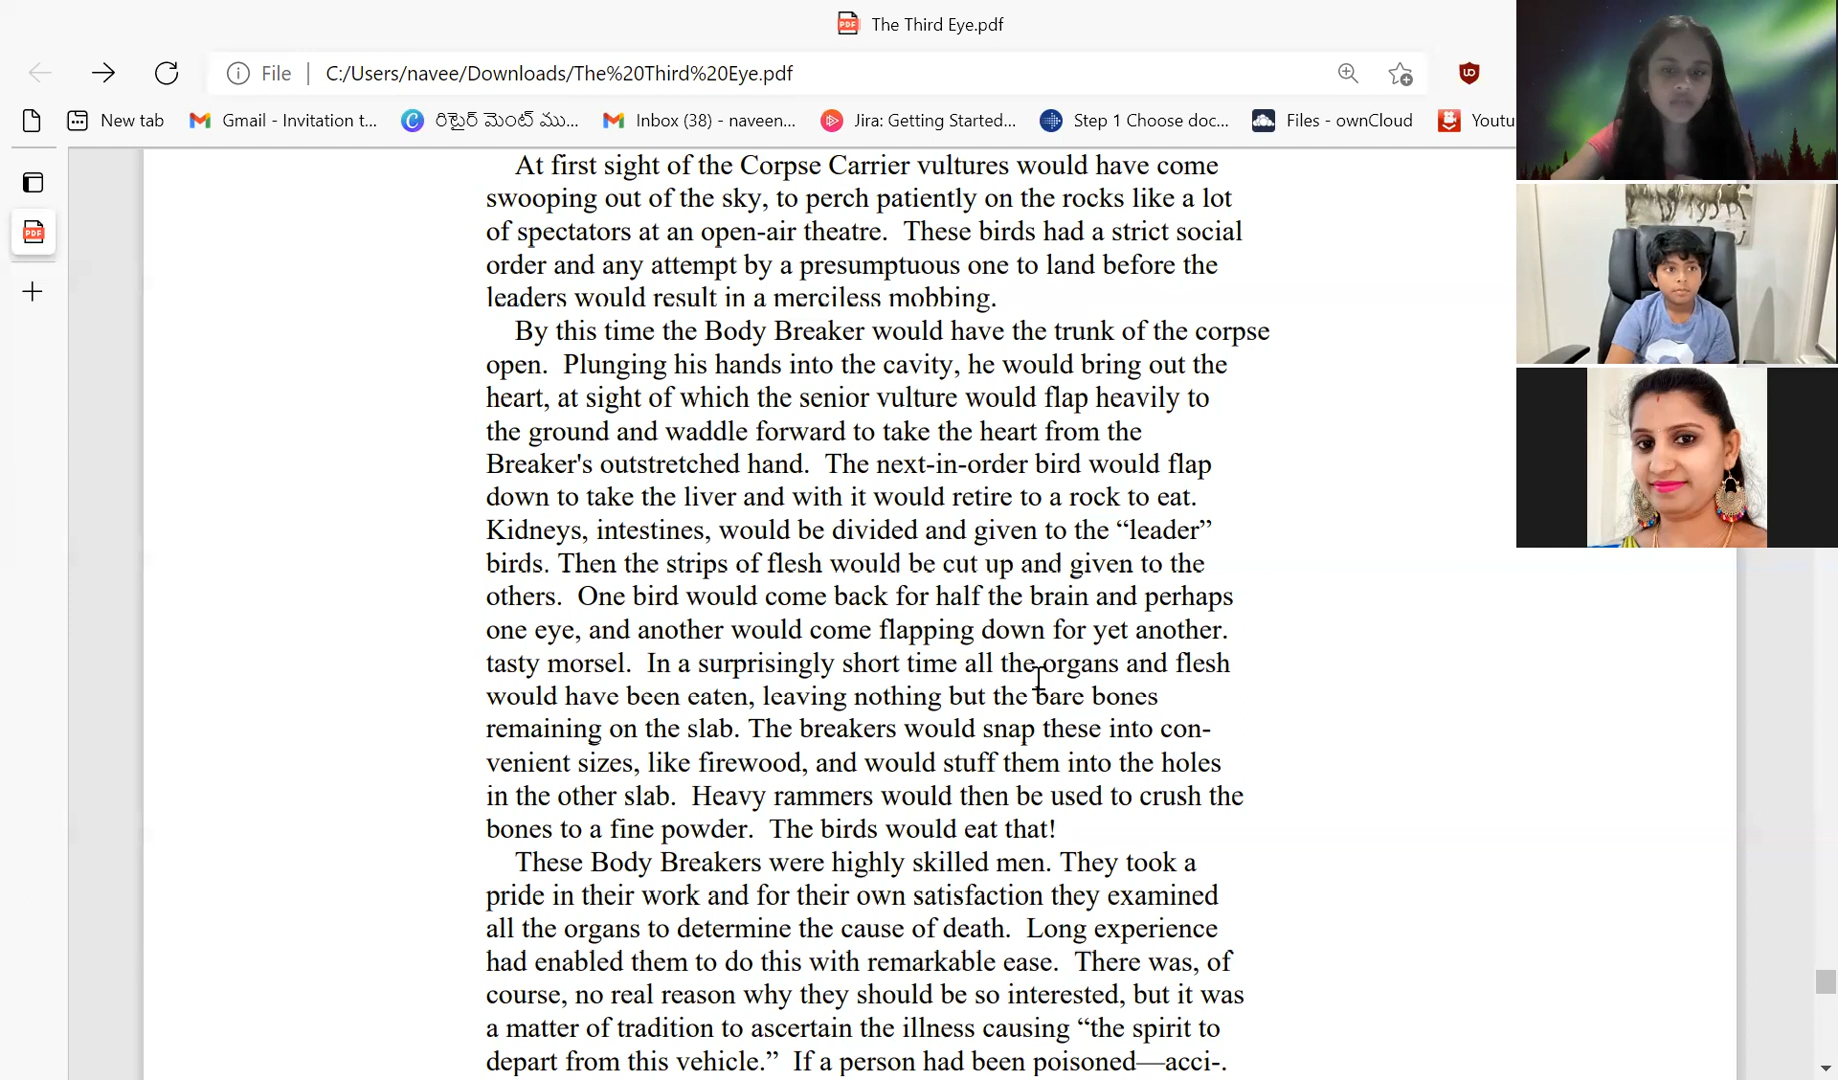 The Third Eye.pdf
File C:/Users/navee/Downloads/The%20Third%20Eye.pdf
New tab Gmail - Invitation t... రిటైర్ మెంట్ ము... Inbox (38) - naveen... Jira: Getting Started... Step 1 Choose doc... Files - ownCloud Youtu
At first sight of the Corpse Carrier vultures would have come
swooping out of the sky, to perch patiently on the rocks like a lot
of spectators at an open-air theatre. These birds had a strict social
order and any attempt by a presumptuous one to land before the
leaders would result in a merciless mobbing.
By this time the Body Breaker would have the trunk of the corpse
open. Plunging his hands into the cavity, he would bring out the
heart, at sight of which the senior vulture would flap heavily to
the ground and waddle forward to take the heart from the
Breaker's outstretched hand. The next-in-order bird would flap
down to take the liver and with it would retire to a rock to eat.
Kidneys, intestines, would be divided and given to the “leader”
birds. Then the strips of flesh would be cut up and given to the
others. One bird would come back for half the brain and perhaps
one eye, and another would come flapping down for yet another.
tasty morsel. In a surprisingly short time all the organs and flesh
would have been eaten, leaving nothing but the bare bones
remaining on the slab. The breakers would snap these into con-
venient sizes, like firewood, and would stuff them into the holes
in the other slab. Heavy rammers would then be used to crush the
bones to a fine powder. The birds would eat that!
These Body Breakers were highly skilled men. They took a
pride in their work and for their own satisfaction they examined
all the organs to determine the cause of death. Long experience
had enabled them to do this with remarkable ease. There was, of
course, no real reason why they should be so interested, but it was
a matter of tradition to ascertain the illness causing “the spirit to
depart from this vehicle.” If a person had been poisoned—acci-.